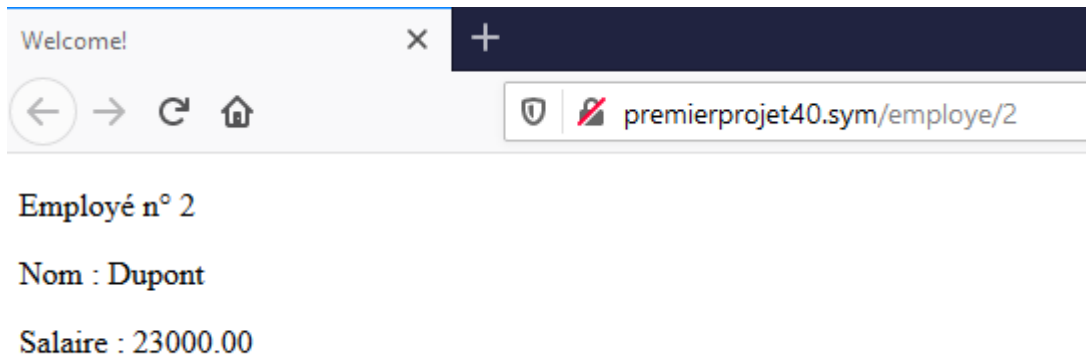 Welcome!
premierprojet40.sym/employe/2
Employé n° 2
Nom : Dupont
Salaire : 23000.00